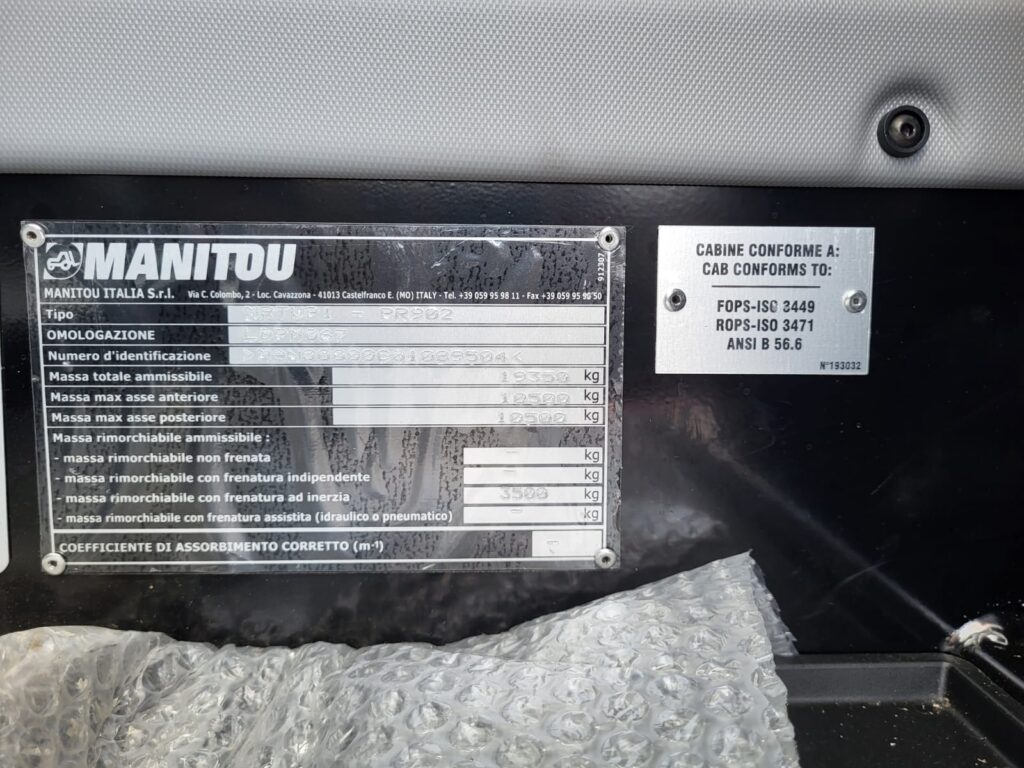 MANITOU
912307
MANITOU ITALIA S.r.l. Via C. Colombo, 2 - Loc. Cavazzona - 41013 Castelfranco E. (MO) ITALY - Tel. +39 059 95 98 11 - Fax +39 059 95 98 50
Tipo - PR902
OMOLOGAZIONE
Numero d'identificazione
Massa totale ammissibile 19350 kg
Massa max asse anteriore 10500 kg
Massa max asse posteriore 10500 kg
Massa rimorchiabile ammissibile :
- massa rimorchiabile non frenata - kg
- massa rimorchiabile con frenatura indipendente - kg
- massa rimorchiabile con frenatura ad inerzia 3500 kg
- massa rimorchiabile con frenatura assistita (idraulico o pneumatico) - kg
COEFFICIENTE DI ASSORBIMENTO CORRETTO (m-1)
CABINE CONFORME A:
CAB CONFORMS TO:
FOPS-ISO 3449
ROPS-ISO 3471
ANSI B 56.6
N°193032